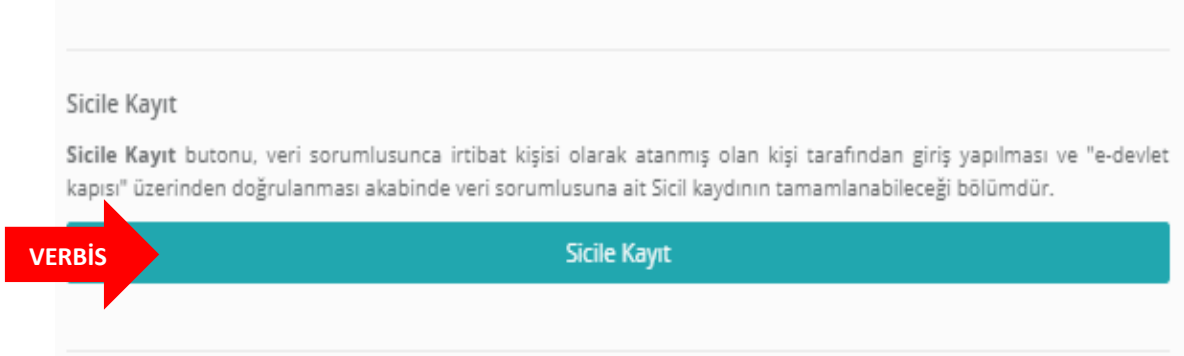 Sicile Kayıt
Sicile Kayıt butonu, veri sorumlusunca irtibat kişisi olarak atanmış olan kişi tarafından giriş yapılması ve "e-devlet
kapısı" üzerinden doğrulanması akabinde veri sorumlusuna ait Sicil kaydının tamamlanabileceği bölümdür.
VERBİS
Sicile Kayıt